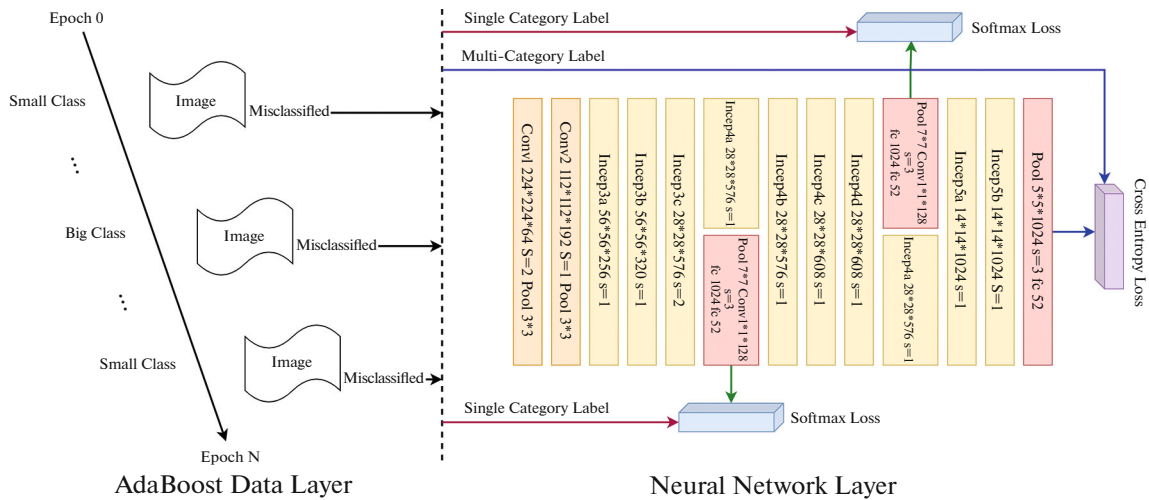 Epoch 0
Small Class
Image
Misclassified
Big Class
Image
Misclassified
Small Class
Image
Misclassified
Epoch N
AdaBoost Data Layer
Single Category Label
Softmax Loss
Multi-Category Label
Conv1 224*224*64 S=2 Pool 3*3
Conv2 112*112*192 S=1 Pool 3*3
Incep3a 56*56*256 s=1
Incep3b 56*56*320 s=1
Incep3c 28*28*576 s=2
Incep4a 28*28*576 s=1
Pool 7*7 Conv1*1*128
s=3
fc 1024 fc 52
Incep4b 28*28*576 s=1
Incep4c 28*28*608 s=1
Incep4d 28*28*608 s=1
Pool 7*7 Conv1*1*128
s=3
fc 1024 fc 52
Incep4a 28*28*576 s=1
Incep5a 14*14*1024 s=1
Incep5b 14*14*1024 S=1
Pool 5*5*1024 s=3 fc 52
Cross Entropy Loss
Single Category Label
Softmax Loss
Neural Network Layer